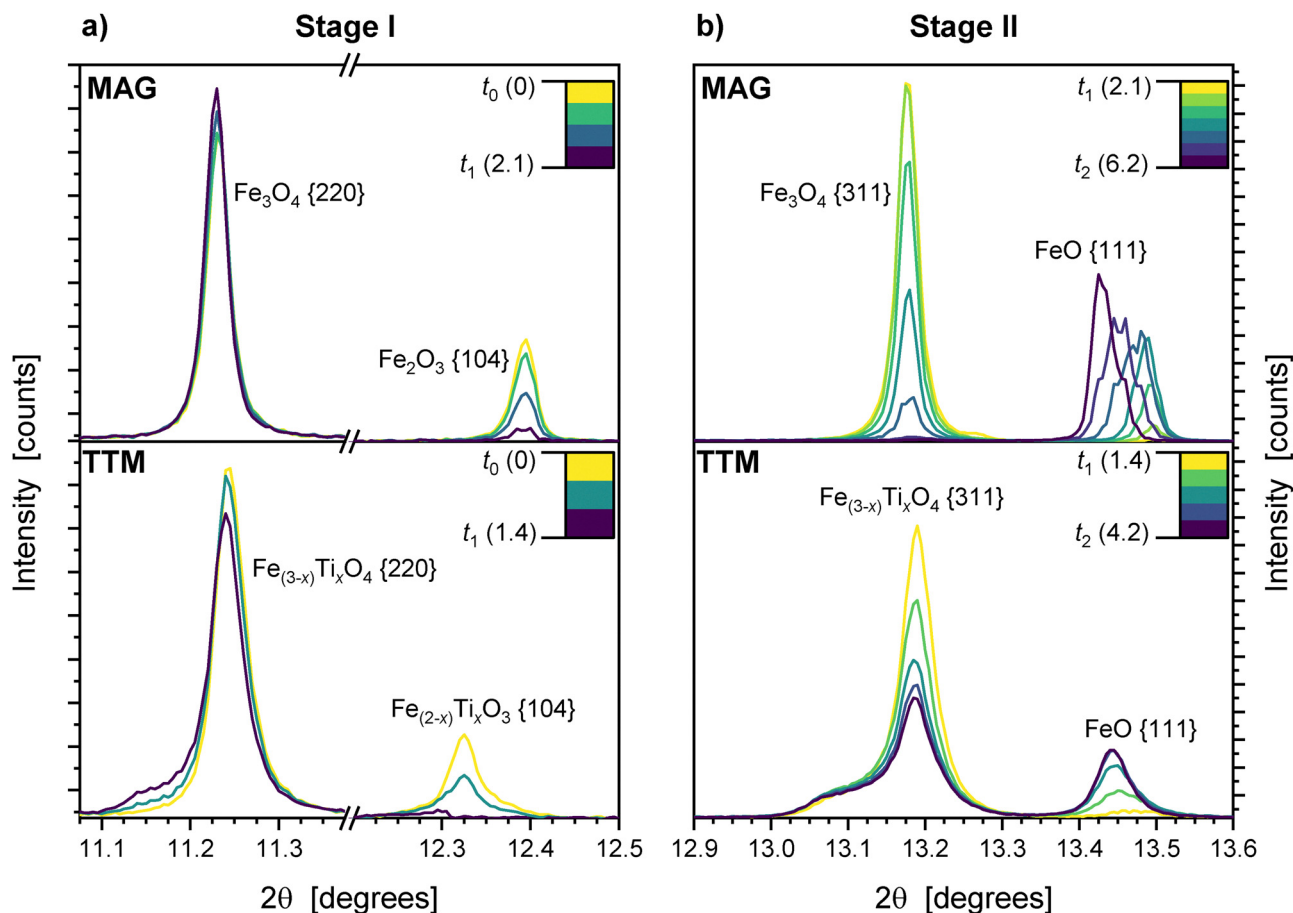 a) Stage I
b) Stage II
MAG
t₀ (0)
t₁ (2.1)
Fe₃O₄ {220}
Fe₂O₃ {104}
MAG
t₁ (2.1)
t₂ (6.2)
Fe₃O₄ {311}
FeO {111}
TTM
t₀ (0)
t₁ (1.4)
Fe₍₃₋ₓ₎TiₓO₄ {220}
Fe₍₂₋ₓ₎TiₓO₃ {104}
TTM
t₁ (1.4)
t₂ (4.2)
Fe₍₃₋ₓ₎TiₓO₄ {311}
FeO {111}
Intensity [counts]
Intensity [counts]
11.1 11.2 11.3 12.3 12.4 12.5
12.9 13.0 13.1 13.2 13.3 13.4 13.5 13.6
2θ [degrees]
2θ [degrees]